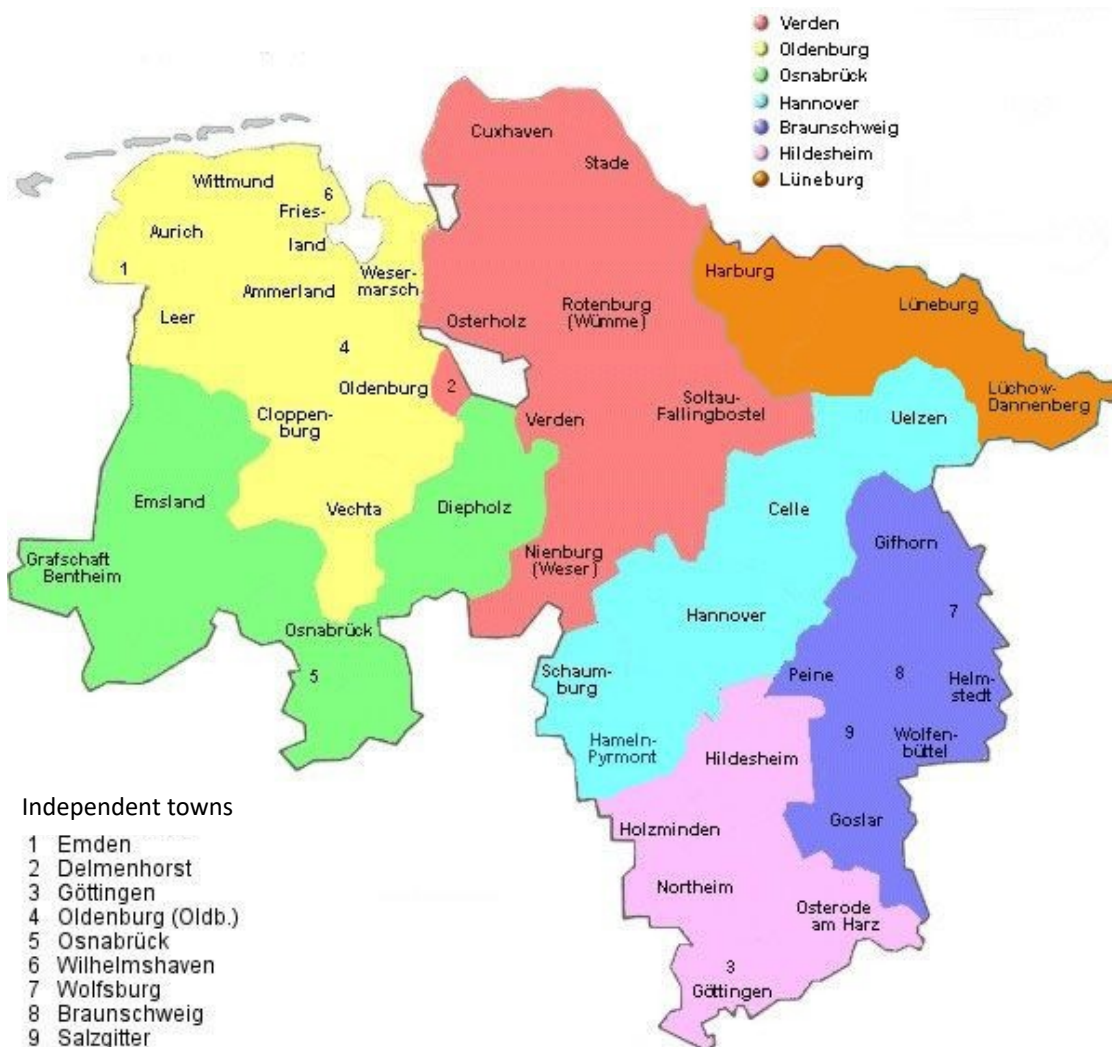 Verden
Oldenburg
Osnabrück
Hannover
Braunschweig
Hildesheim
Lüneburg
Cuxhaven
Stade
Wittmund
6
Fries-
land
Aurich
1
Weser-
marsch
Ammerland
Harburg
Lüneburg
Leer
Osterholz
Rotenburg
(Wümme)
4
Oldenburg
2
Cloppen-
burg
Verden
Soltau-
Fallingbostel
Uelzen
Lüchow-
Dannenberg
Emsland
Vechta
Diepholz
Celle
Gifhorn
Grafschaft
Bentheim
Nienburg
(Weser)
Hannover
7
Osnabrück
5
Schaum-
burg
Peine
8
Helm-
stedt
Hameln-
Pyrmont
Hildesheim
9
Wolfen-
büttel
Holzminden
Goslar
Northeim
Osterode
am Harz
3
Göttingen
Independent towns
1 Emden
2 Delmenhorst
3 Göttingen
4 Oldenburg (Oldb.)
5 Osnabrück
6 Wilhelmshaven
7 Wolfsburg
8 Braunschweig
9 Salzgitter